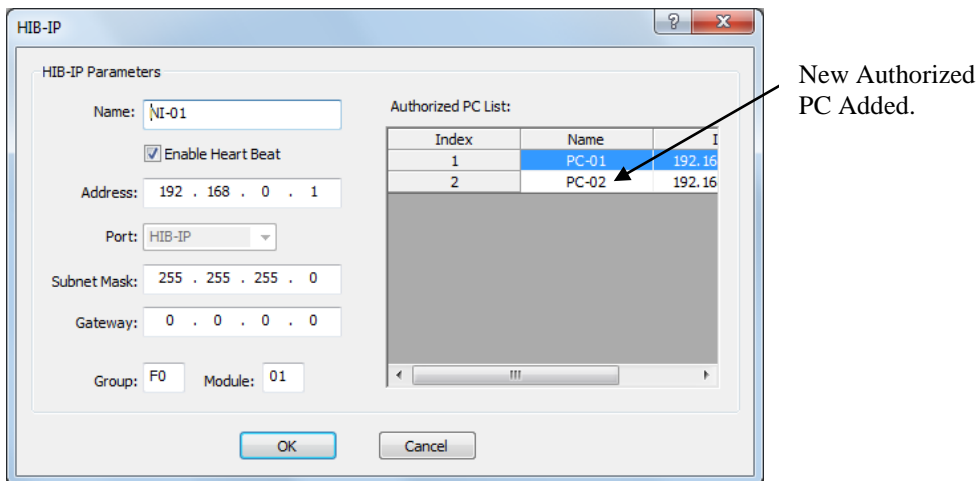 HIB-IP
HIB-IP Parameters
Name: NI-01
Enable Heart Beat
Address: 192 . 168 . 0 . 1
Port: HIB-IP
Subnet Mask: 255 . 255 . 255 . 0
Gateway: 0 . 0 . 0 . 0
Group: F0 Module: 01
Authorized PC List:
Index Name I
1 PC-01 192.16
2 PC-02 192.16
OK Cancel
New Authorized
PC Added.